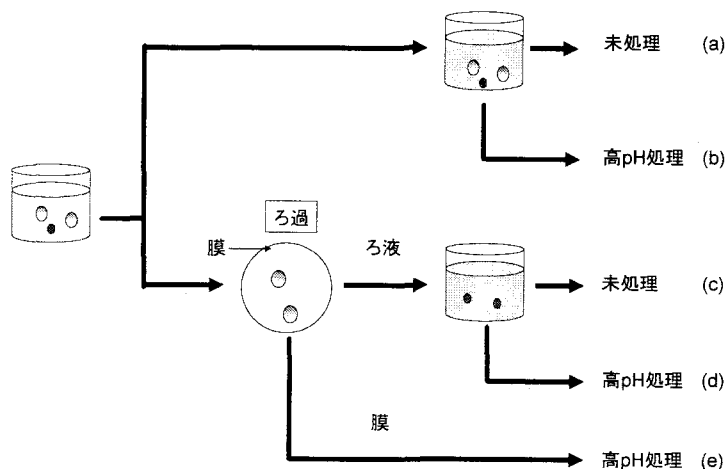 未処理 (a)
高pH処理 (b)
ろ過
膜
ろ液
未処理 (c)
高pH処理 (d)
膜
高pH処理 (e)